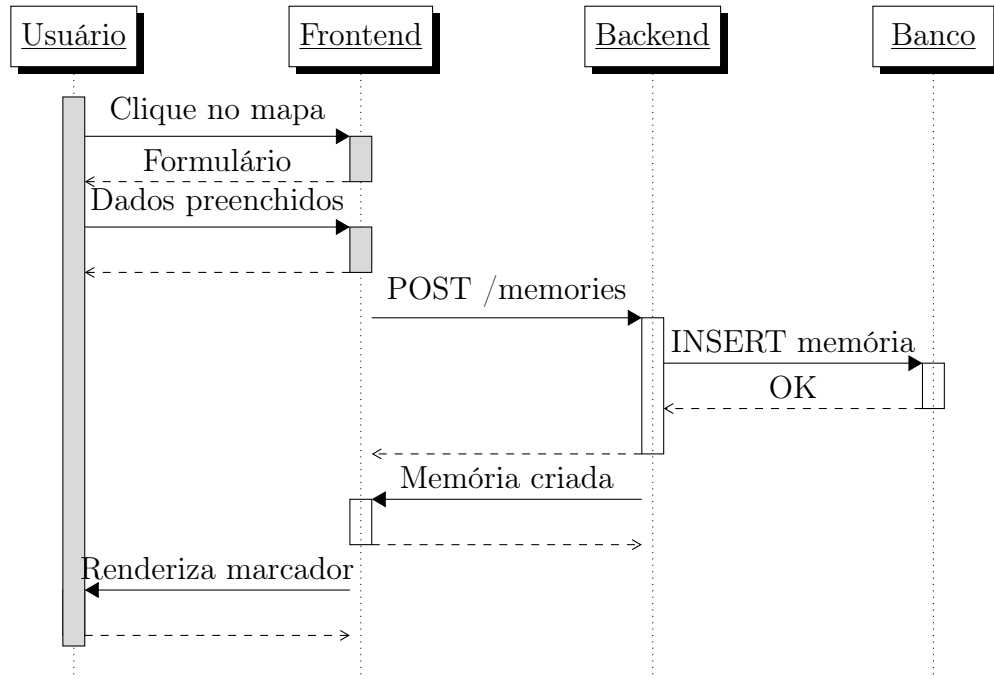 Usuário
Frontend
Backend
Banco
Clique no mapa
Formulário
Dados preenchidos
POST /memories
INSERT memória
OK
Memória criada
Renderiza marcador